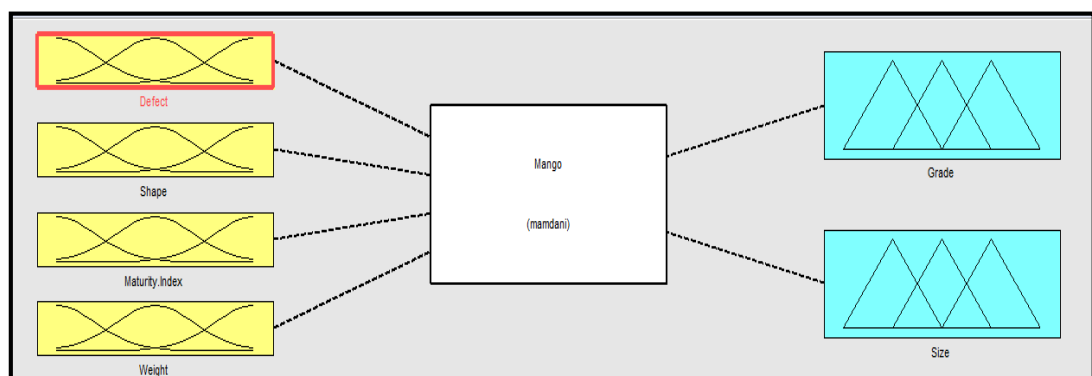 Defect
Shape
Maturity.Index
Weight
Mango
(mamdani)
Grade
Size